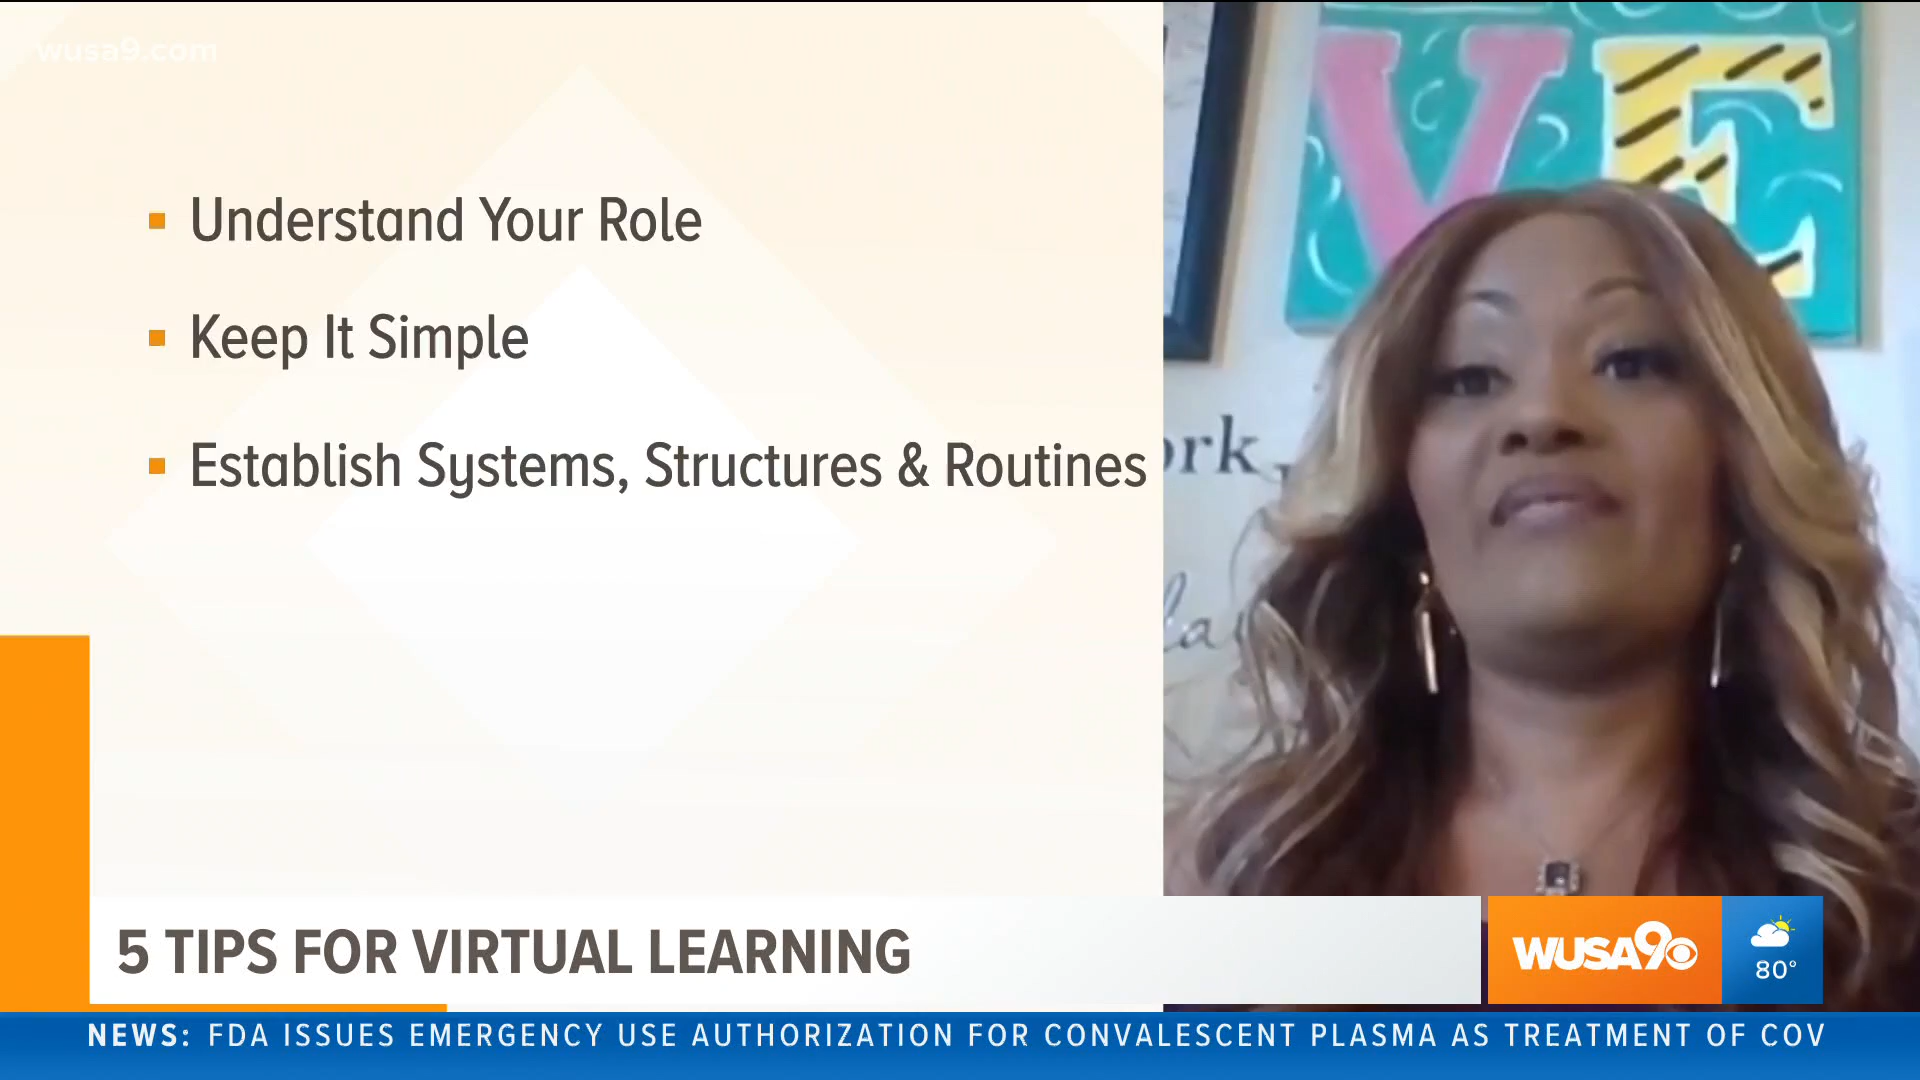 wusa9.com
VE
Understand Your Role
Keep It Simple
Establish Systems, Structures & Routines
5 TIPS FOR VIRTUAL LEARNING
WUSA9
80°
NEWS: FDA ISSUES EMERGENCY USE AUTHORIZATION FOR CONVALESCENT PLASMA AS TREATMENT OF COV